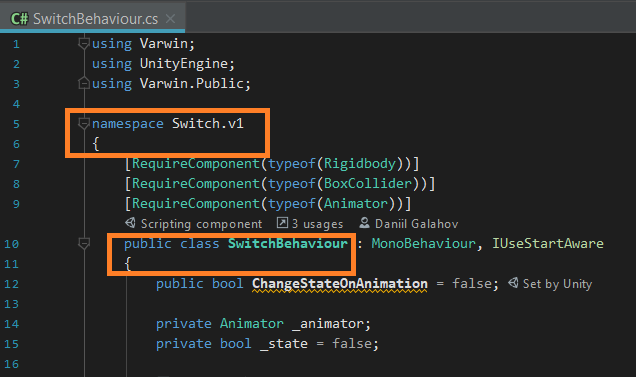 C# SwitchBehaviour.cs ×
1 using Varwin;
2 using UnityEngine;
3 using Varwin.Public;
4
5 namespace Switch.v1
6 {
7 [RequireComponent(typeof(Rigidbody))]
8 [RequireComponent(typeof(BoxCollider))]
9 [RequireComponent(typeof(Animator))]
Scripting component 3 usages Daniil Galahov
10 public class SwitchBehaviour : MonoBehaviour, IUseStartAware
11 {
12 public bool ChangeStateOnAnimation = false; Set by Unity
13
14 private Animator _animator;
15 private bool _state = false;
16